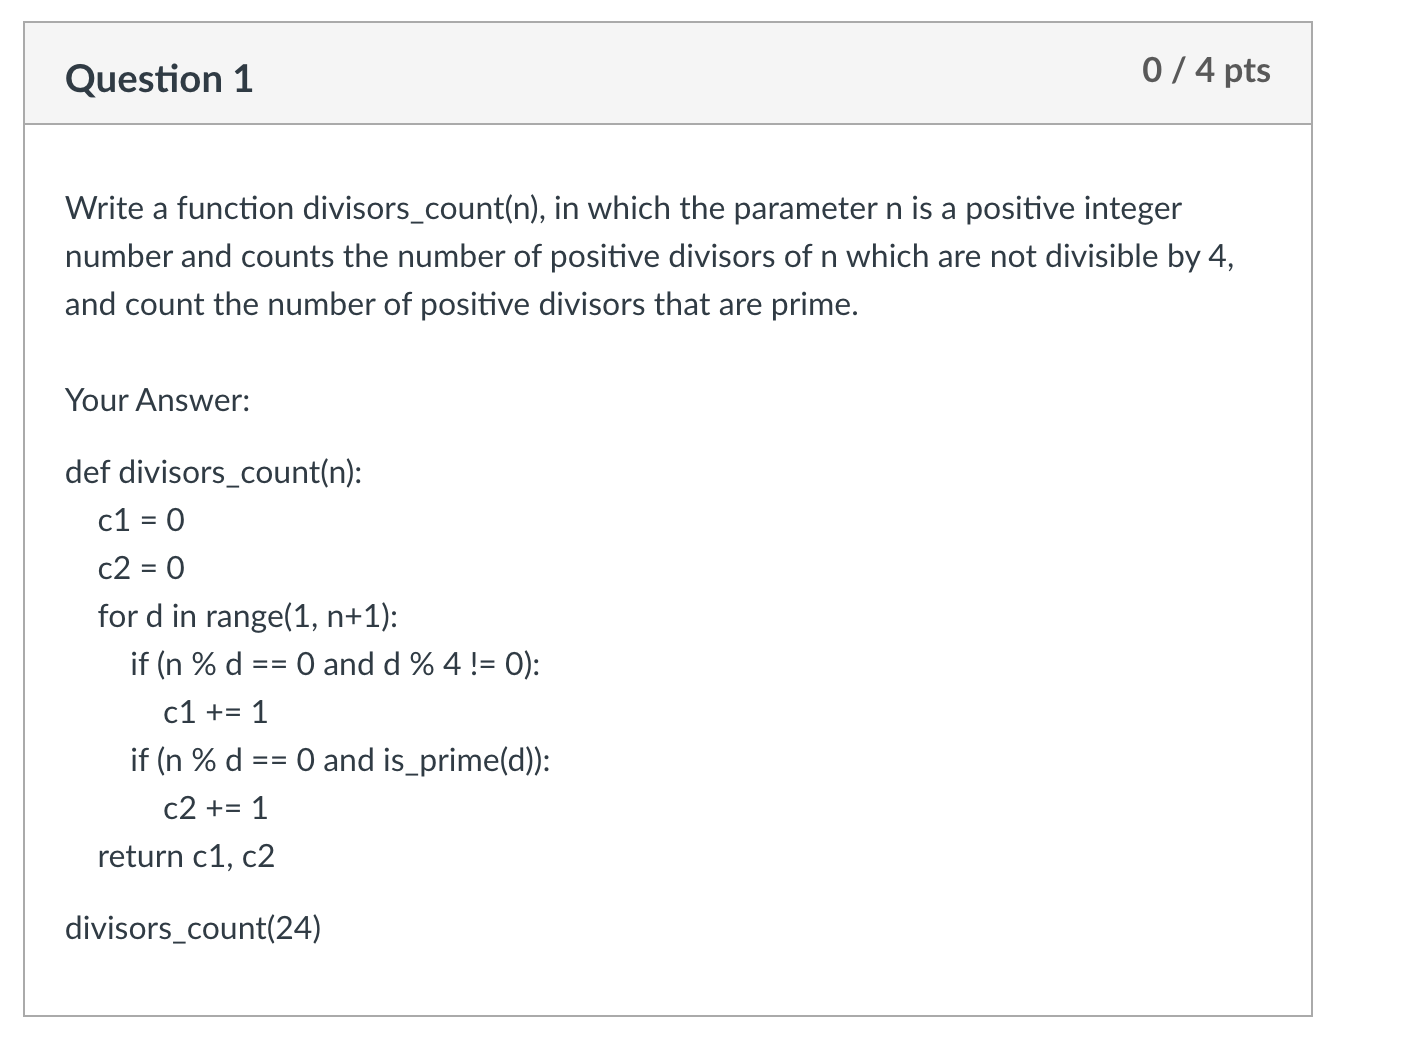 Question 1
0 / 4 pts
Write a function divisors_count(n), in which the parameter n is a positive integer
number and counts the number of positive divisors of n which are not divisible by 4,
and count the number of positive divisors that are prime.
Your Answer:
def divisors_count(n):
    c1 = 0
    c2 = 0
    for d in range(1, n+1):
        if (n % d == 0 and d % 4 != 0):
            c1 += 1
        if (n % d == 0 and is_prime(d)):
            c2 += 1
    return c1, c2
divisors_count(24)